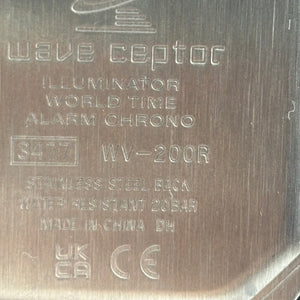 wave ceptor
ILLUMINATOR
WORLD TIME
ALARM CHRONO
3477 WV-200R
STAINLESS STEEL BACK
WATER RESISTANT 20BAR
MADE IN CHINA DH
UK
CA CE